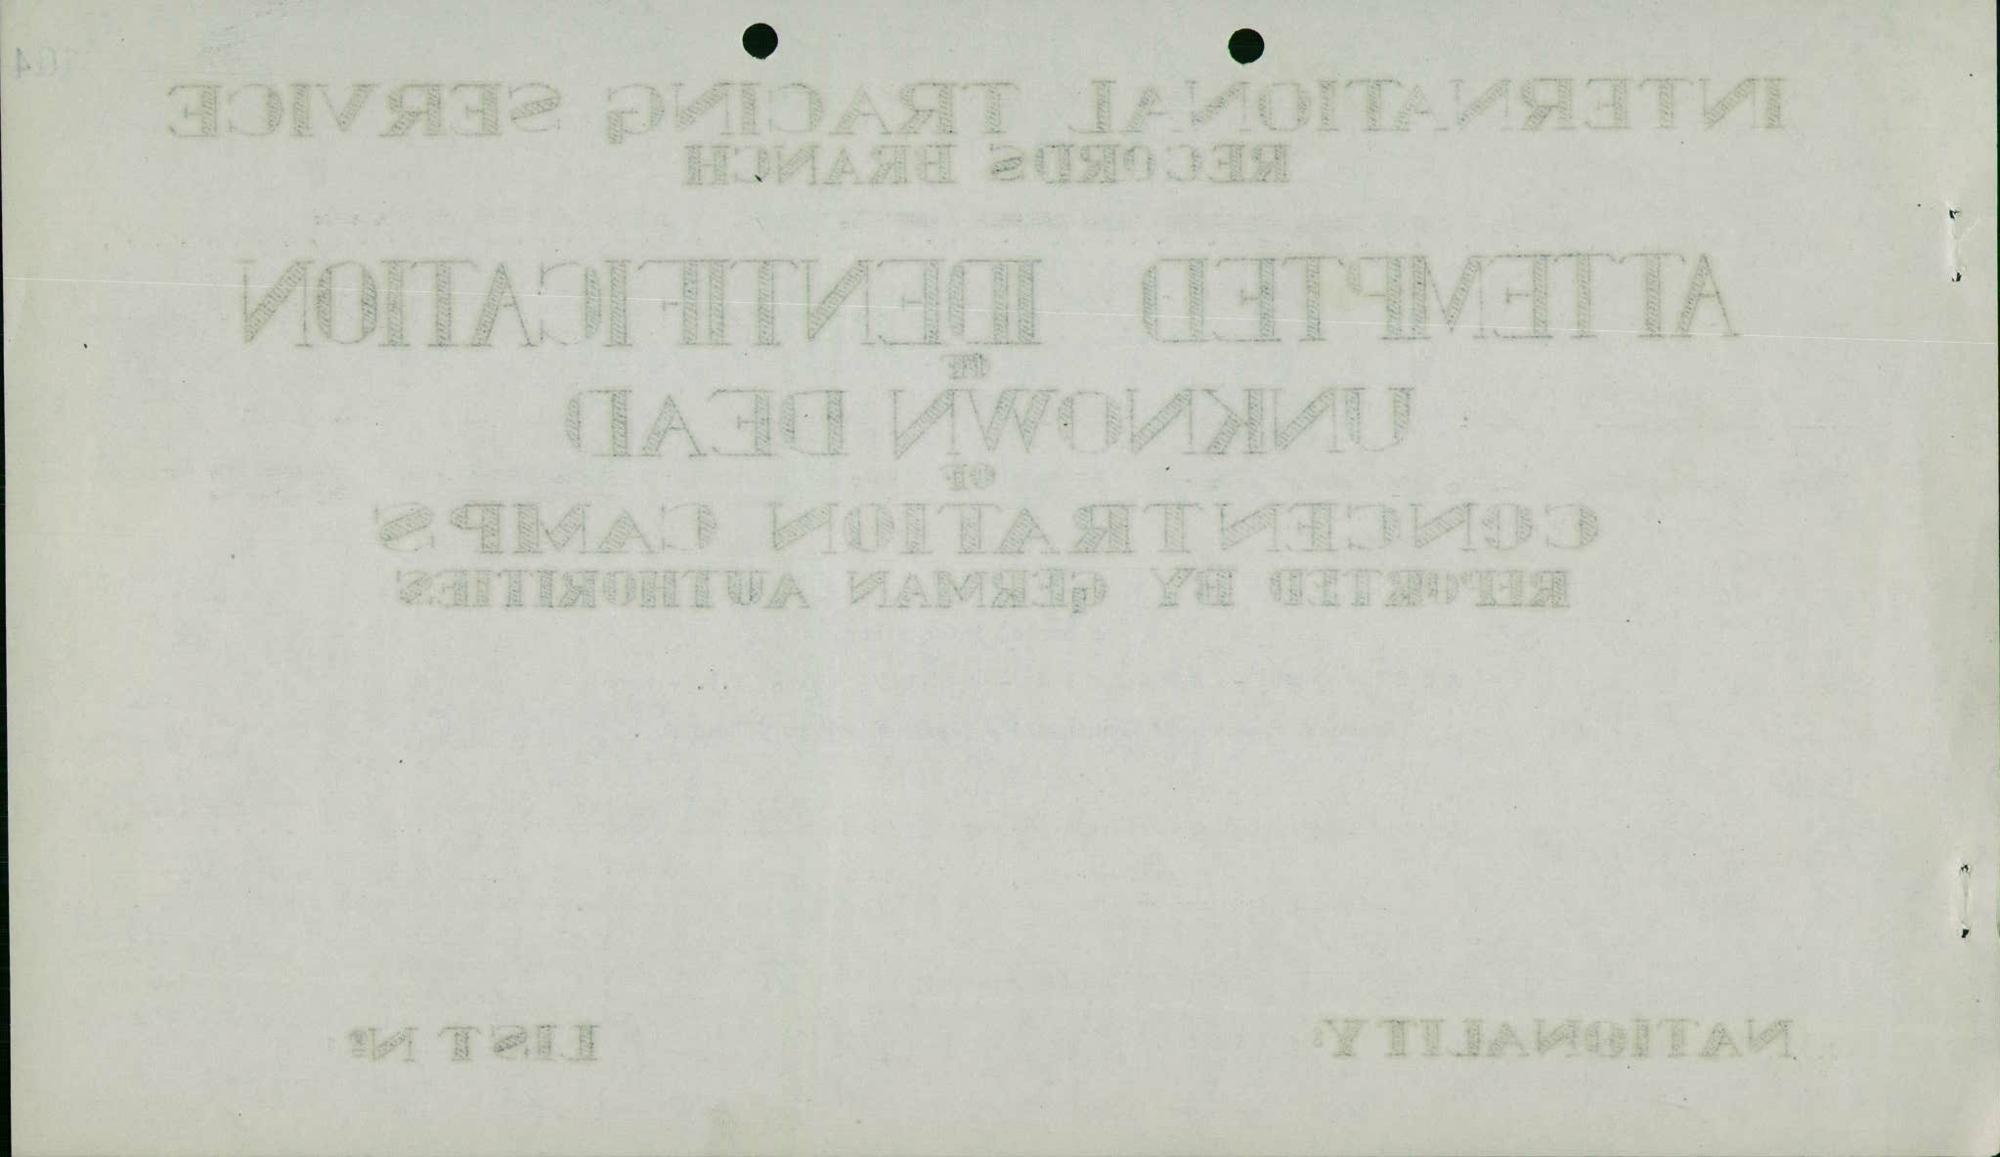 104
INTERNATIONAL TRACING SERVICE
RECORDS BRANCH
ATTEMPTED IDENTIFICATION
OF
UNKNOWN DEAD
OF
CONCENTRATION CAMPS
REPORTED BY GERMAN AUTHORITIES
NATIONALITY:
LIST Nº